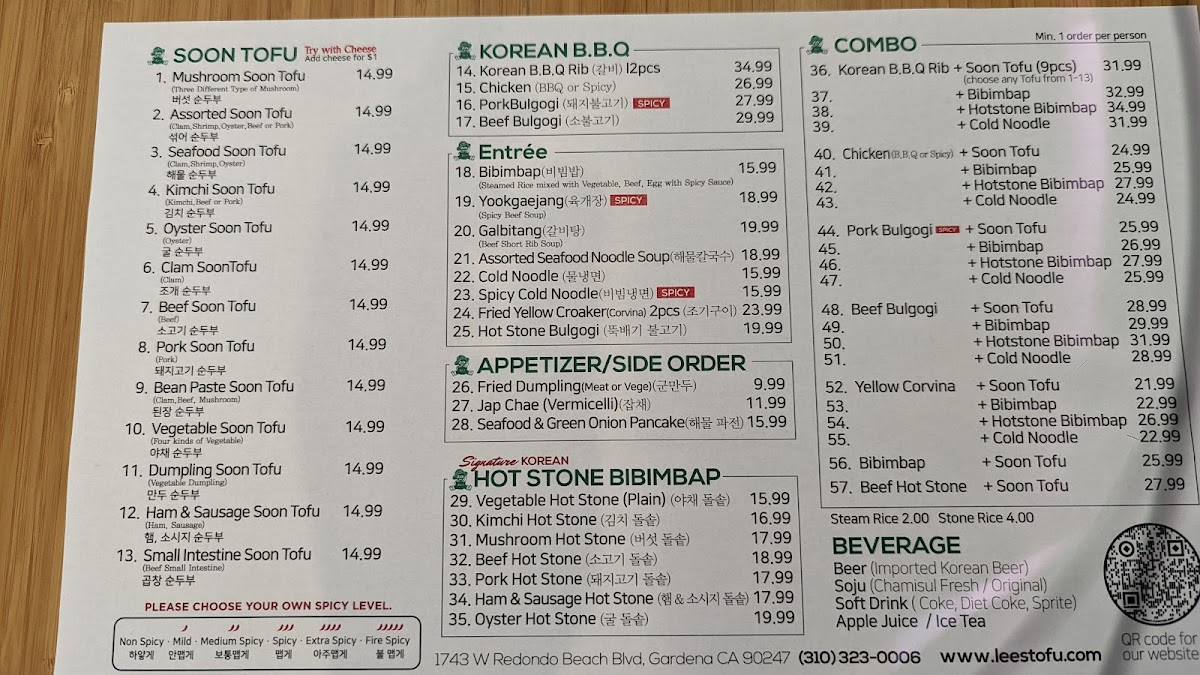 SOON TOFU Try with Cheese
Add cheese for $1
1. Mushroom Soon Tofu 14.99
(Three Different Type of Mushroom)
버섯 순두부
2. Assorted Soon Tofu 14.99
(Clam,Shrimp,Oyster,Beef or Pork)
섞어 순두부
3. Seafood Soon Tofu 14.99
(Clam,Shrimp,Oyster)
해물 순두부
4. Kimchi Soon Tofu 14.99
(Kimchi,Beef or Pork)
김치 순두부
5. Oyster Soon Tofu 14.99
(Oyster)
굴 순두부
6. Clam SoonTofu 14.99
(Clam)
조개 순두부
7. Beef Soon Tofu 14.99
(Beef)
소고기 순두부
8. Pork Soon Tofu 14.99
(Pork)
돼지고기 순두부
9. Bean Paste Soon Tofu 14.99
(Clam,Beef, Mushroom)
된장 순두부
10. Vegetable Soon Tofu 14.99
(Four kinds of Vegetable)
야채 순두부
11. Dumpling Soon Tofu 14.99
(Vegetable Dumpling)
만두 순두부
12. Ham & Sausage Soon Tofu 14.99
(Ham, Sausage)
햄, 소시지 순두부
13. Small Intestine Soon Tofu 14.99
(Beef Small Intestine)
곱창 순두부
PLEASE CHOOSE YOUR OWN SPICY LEVEL.
Non Spicy · Mild · Medium Spicy · Spicy · Extra Spicy · Fire Spicy
하얗게 안맵게 보통맵게 맵게 아주맵게 불 맵게
KOREAN B.B.Q
14. Korean B.B.Q Rib (갈비) 12pcs 34.99
15. Chicken (BBQ or Spicy) 26.99
16. PorkBulgogi (돼지불고기) SPICY 27.99
17. Beef Bulgogi (소불고기) 29.99
Entrée
18. Bibimbap(비빔밥) 15.99
(Steamed Rice mixed with Vegetable, Beef, Egg with Spicy Sauce)
19. Yookgaejang(육개장) SPICY 18.99
(Spicy Beef Soup)
20. Galbitang(갈비탕) 19.99
(Beef Short Rib Soup)
21. Assorted Seafood Noodle Soup(해물칼국수) 18.99
22. Cold Noodle (물냉면) 15.99
23. Spicy Cold Noodle(비빔냉면) SPICY 15.99
24. Fried Yellow Croaker(Corvina) 2pcs (조기구이) 23.99
25. Hot Stone Bulgogi (뚝배기 불고기) 19.99
APPETIZER/SIDE ORDER
26. Fried Dumpling(Meat or Vege)(군만두) 9.99
27. Jap Chae (Vermicelli)(잡채) 11.99
28. Seafood & Green Onion Pancake(해물 파전) 15.99
Signature KOREAN
HOT STONE BIBIMBAP
29. Vegetable Hot Stone (Plain) (야채 돌솥) 15.99
30. Kimchi Hot Stone (김치 돌솥) 16.99
31. Mushroom Hot Stone (버섯 돌솥) 17.99
32. Beef Hot Stone (소고기 돌솥) 18.99
33. Pork Hot Stone (돼지고기 돌솥) 17.99
34. Ham & Sausage Hot Stone (햄 & 소시지 돌솥) 17.99
35. Oyster Hot Stone (굴 돌솥) 19.99
COMBO Min. 1 order per person
36. Korean B.B.Q Rib + Soon Tofu (9pcs) 31.99
(choose any Tofu from 1-13)
37. + Bibimbap 32.99
38. + Hotstone Bibimbap 34.99
39. + Cold Noodle 31.99
40. Chicken(B.B,Q or Spicy) + Soon Tofu 24.99
41. + Bibimbap 25.99
42. + Hotstone Bibimbap 27.99
43. + Cold Noodle 24.99
44. Pork Bulgogi SPICY + Soon Tofu 25.99
45. + Bibimbap 26.99
46. + Hotstone Bibimbap 27.99
47. + Cold Noodle 25.99
48. Beef Bulgogi + Soon Tofu 28.99
49. + Bibimbap 29.99
50. + Hotstone Bibimbap 31.99
51. + Cold Noodle 28.99
52. Yellow Corvina + Soon Tofu 21.99
53. + Bibimbap 22.99
54. + Hotstone Bibimbap 26.99
55. + Cold Noodle 22.99
56. Bibimbap + Soon Tofu 25.99
57. Beef Hot Stone + Soon Tofu 27.99
Steam Rice 2.00 Stone Rice 4.00
BEVERAGE
Beer (Imported Korean Beer)
Soju (Chamisul Fresh / Original)
Soft Drink ( Coke, Diet Coke, Sprite)
Apple Juice / Ice Tea
QR code for
our website
1743 W Redondo Beach Blvd, Gardena CA 90247 (310)323-0006 www.leestofu.com